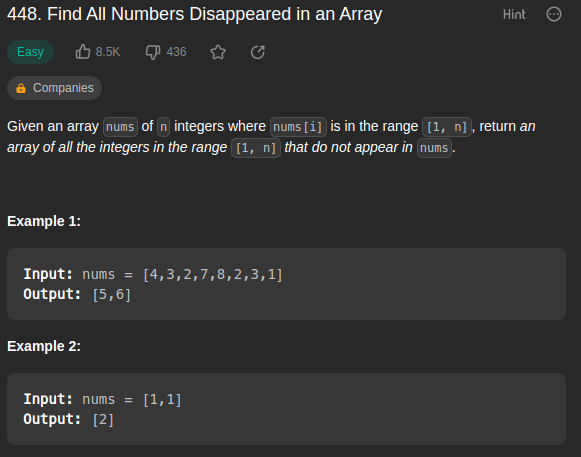 448. Find All Numbers Disappeared in an Array Hint
Easy 8.5K 436
Companies
Given an array nums of n integers where nums[i] is in the range [1, n], return an
array of all the integers in the range [1, n] that do not appear in nums.
Example 1:
Input: nums = [4,3,2,7,8,2,3,1]
Output: [5,6]
Example 2:
Input: nums = [1,1]
Output: [2]